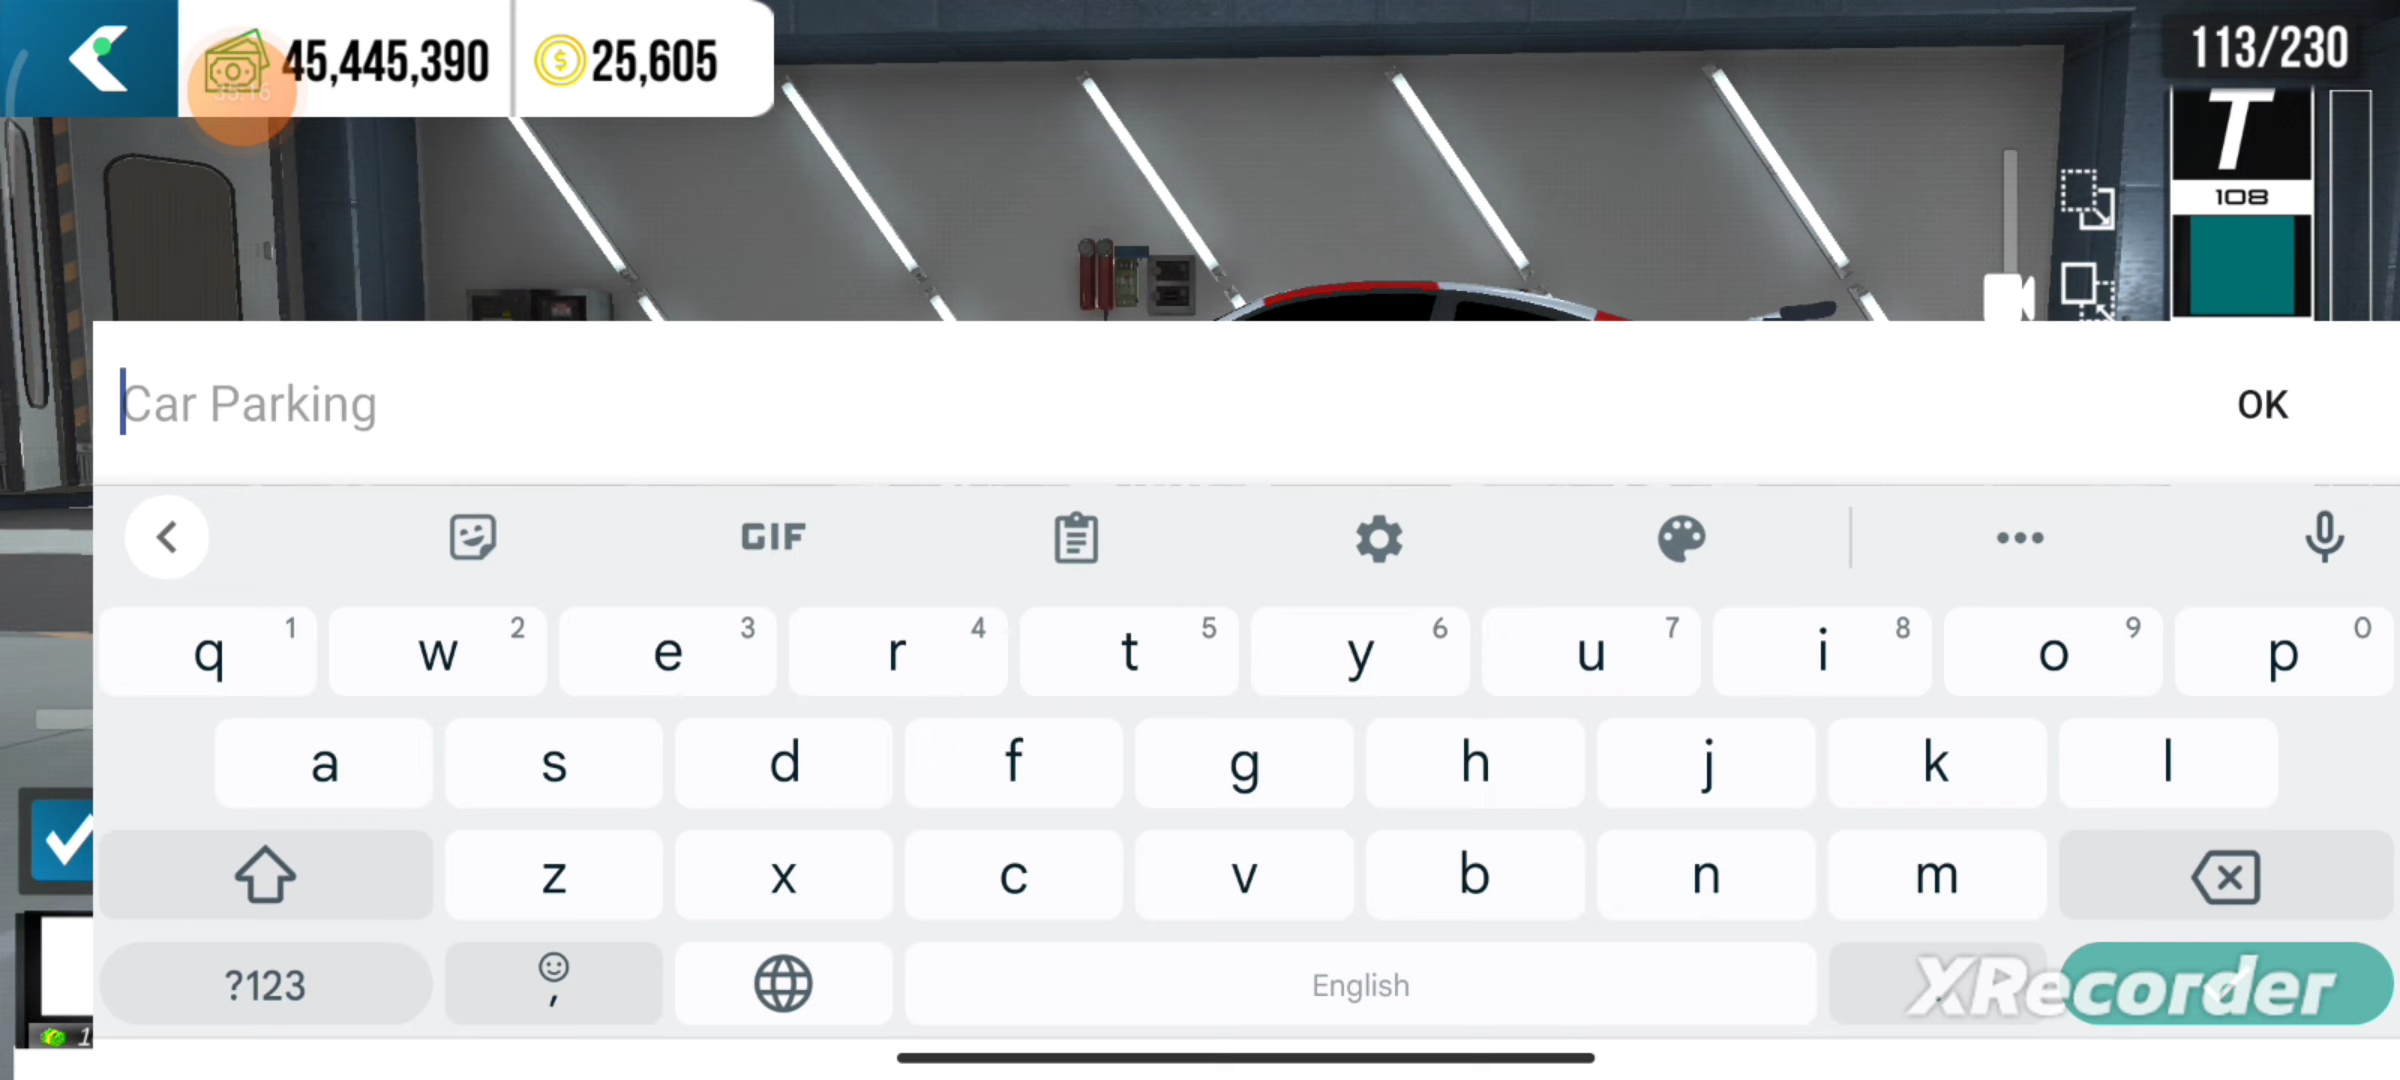 45,445,390
25,605
113/230
T
108
Car Parking
OK
GIF
q 1 w 2 e 3 r 4 t 5 y 6 u 7 i 8 o 9 p 0
a s d f g h j k l
z x c v b n m
?123 , English
XRecorder
1